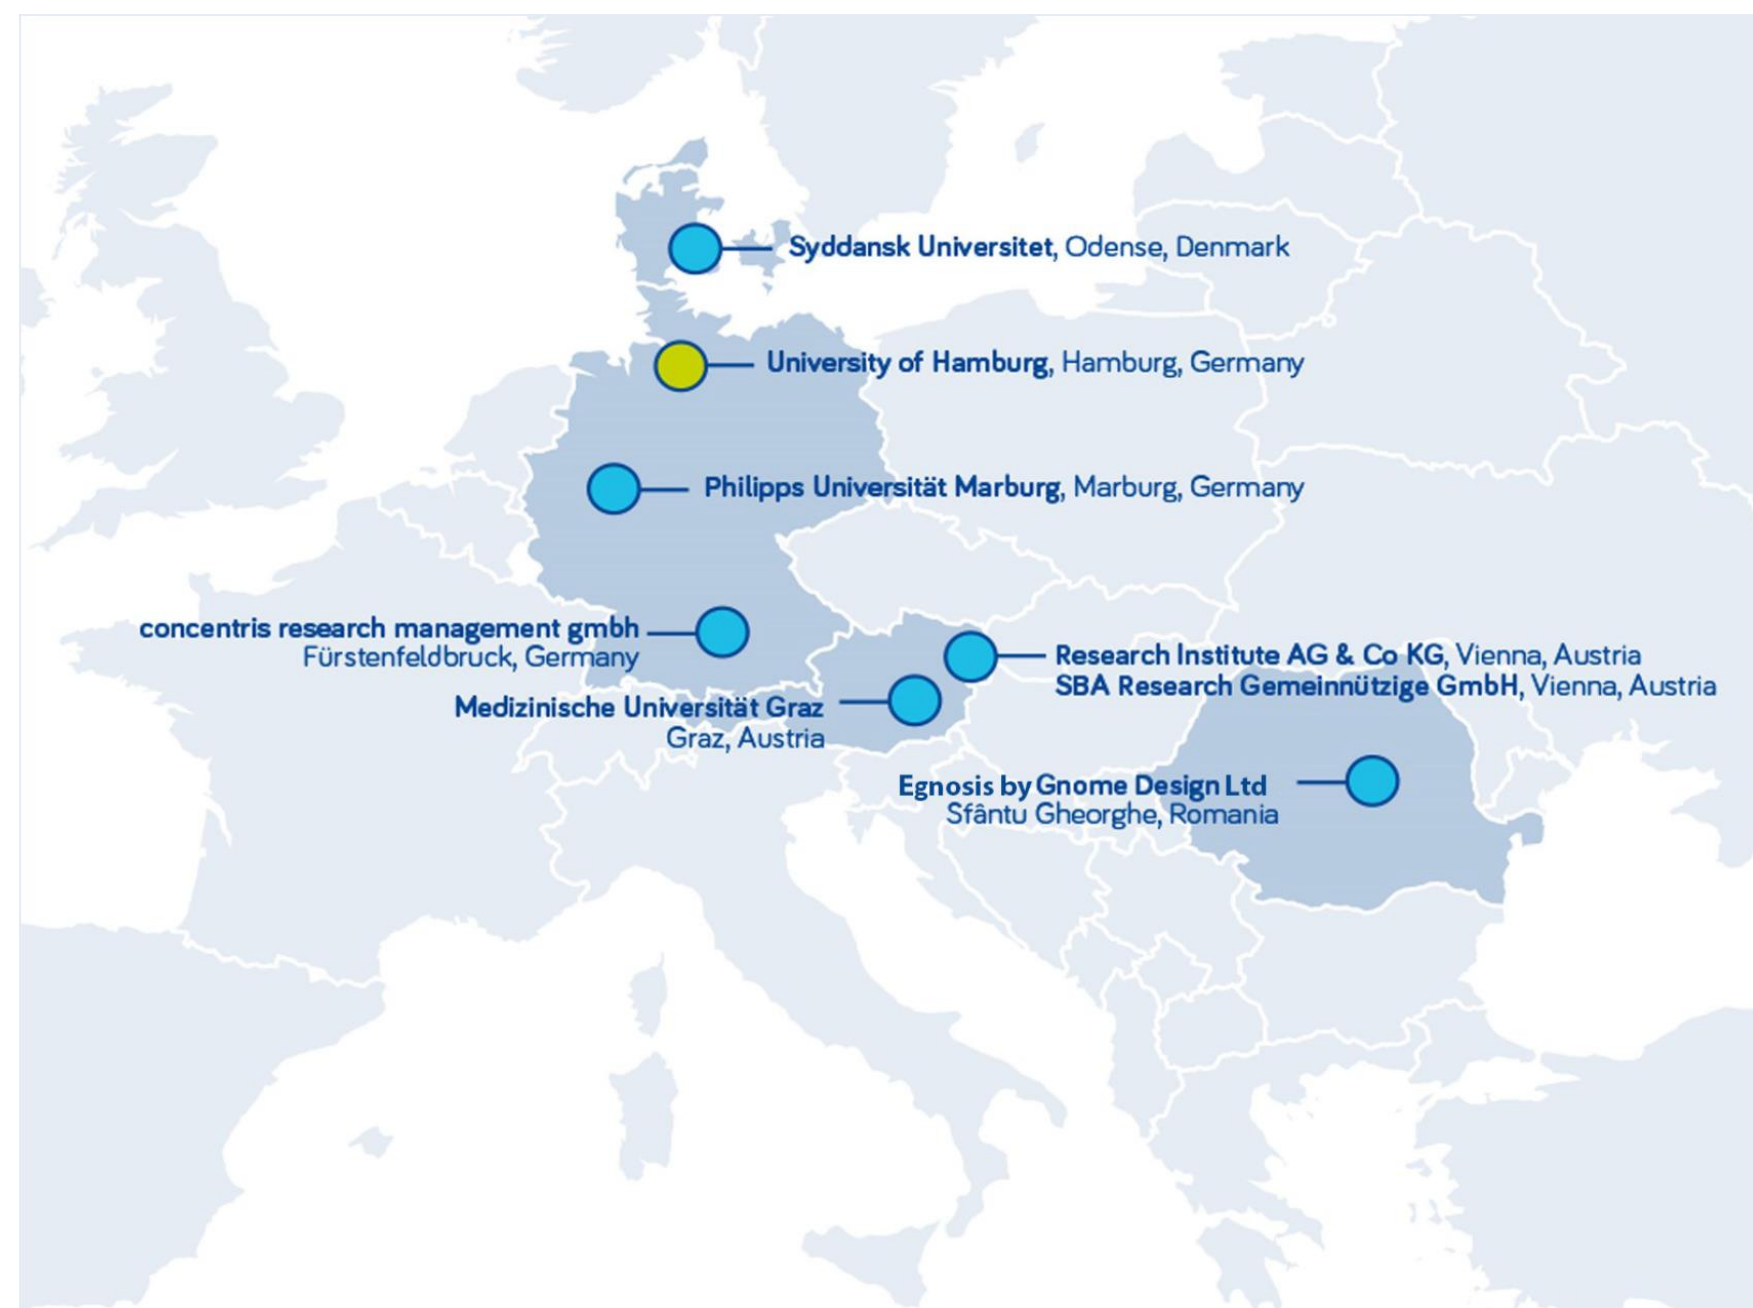 Syddansk Universitet, Odense, Denmark
University of Hamburg, Hamburg, Germany
Philipps Universität Marburg, Marburg, Germany
concentris research management gmbh
Fürstenfeldbruck, Germany
Research Institute AG & Co KG, Vienna, Austria
SBA Research Gemeinnützige GmbH, Vienna, Austria
Medizinische Universität Graz
Graz, Austria
Egnosis by Gnome Design Ltd
Sfântu Gheorghe, Romania